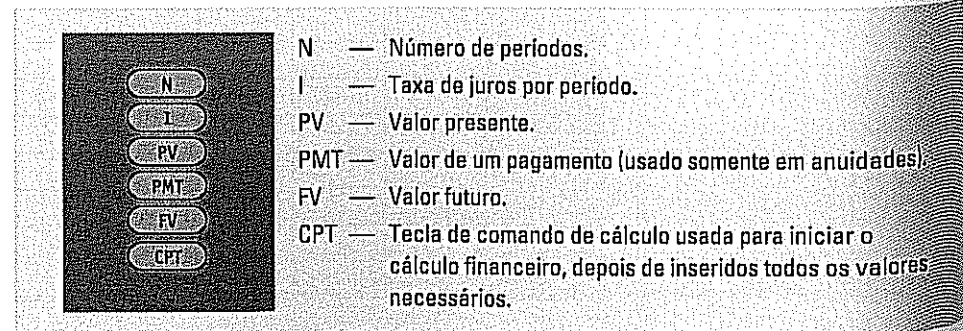 N
I
PV
PMT
FV
CPT
N — Número de períodos.
I — Taxa de juros por período.
PV — Valor presente.
PMT — Valor de um pagamento (usado somente em anuidades).
FV — Valor futuro.
CPT — Tecla de comando de cálculo usada para iniciar o
cálculo financeiro, depois de inseridos todos os valores
necessários.